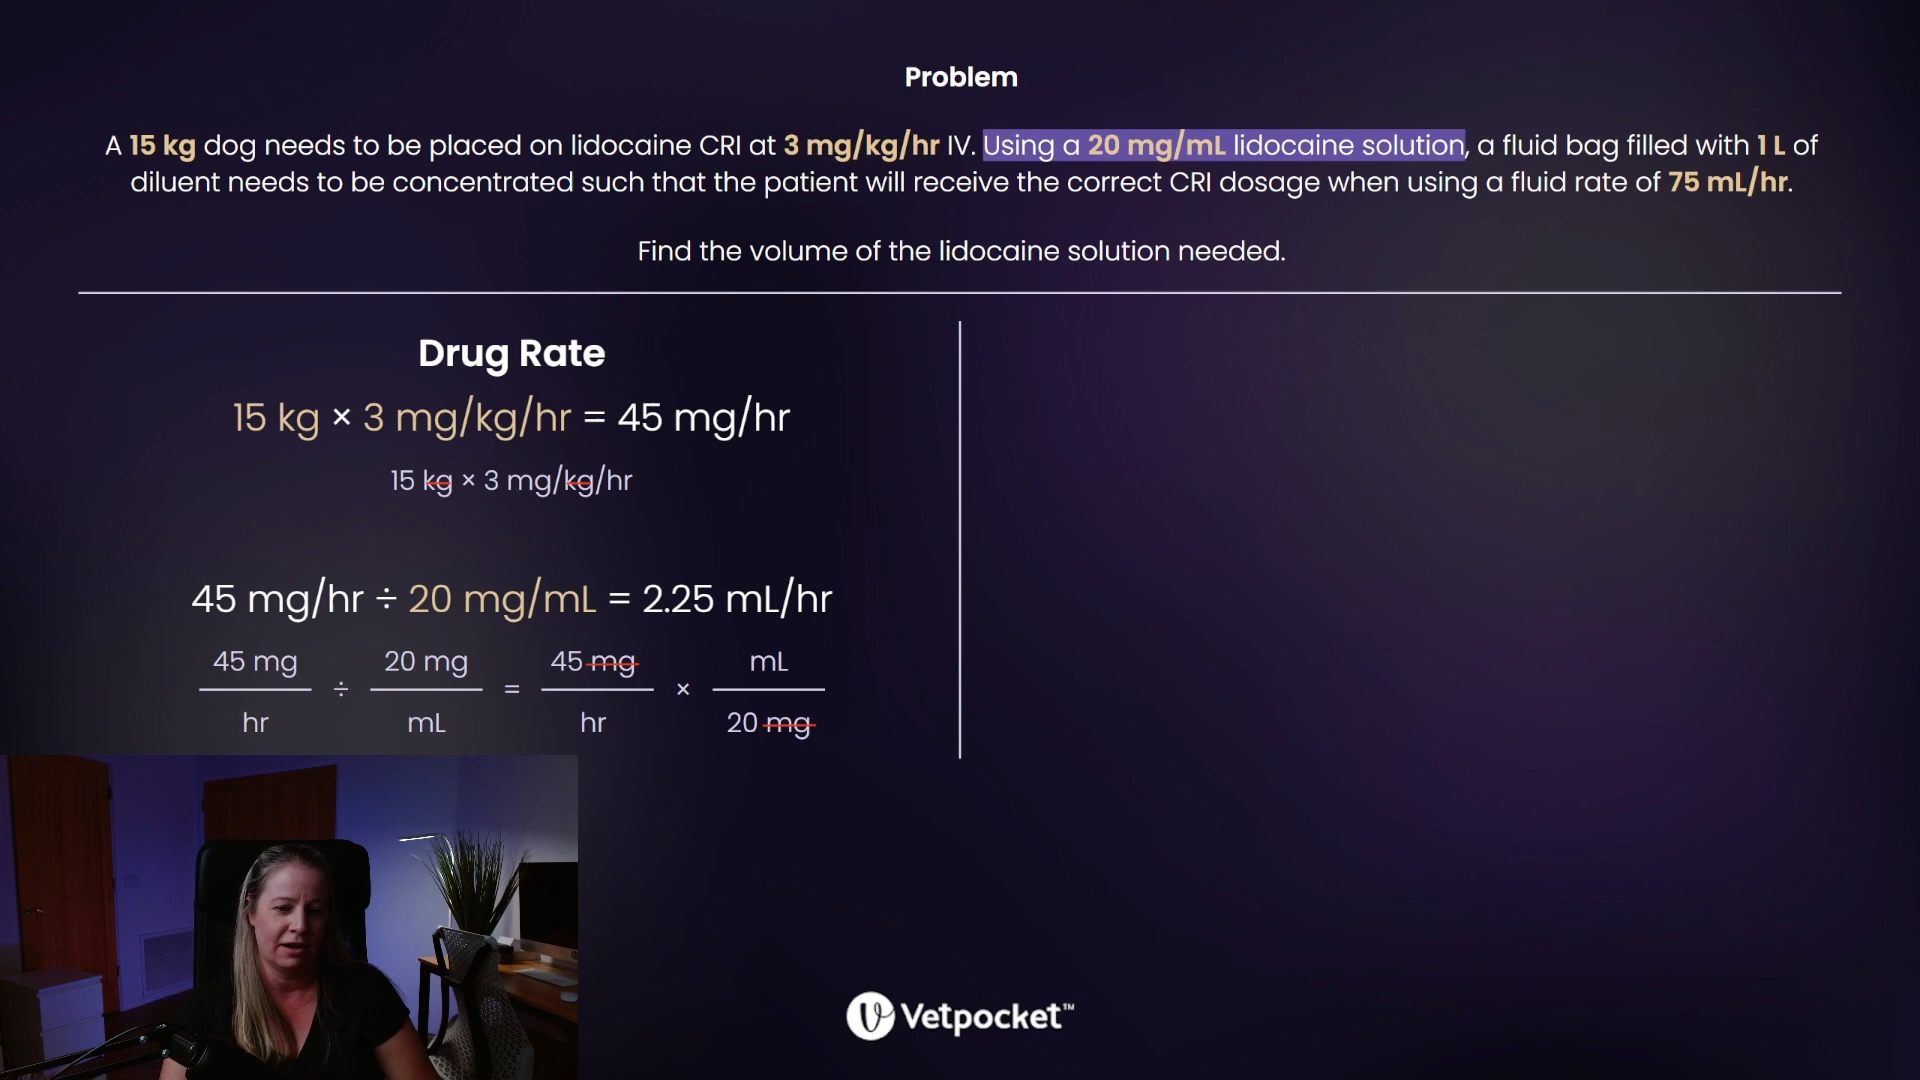 Problem
A 15 kg dog needs to be placed on lidocaine CRI at 3 mg/kg/hr IV. Using a 20 mg/mL lidocaine solution, a fluid bag filled with 1 L of
diluent needs to be concentrated such that the patient will receive the correct CRI dosage when using a fluid rate of 75 mL/hr.
Find the volume of the lidocaine solution needed.
Drug Rate
15 kg × 3 mg/kg/hr = 45 mg/hr
15 kg × 3 mg/kg/hr
45 mg/hr ÷ 20 mg/mL = 2.25 mL/hr
45 mg 20 mg 45 mg mL
÷ = ×
hr mL hr 20 mg
Vetpocket™